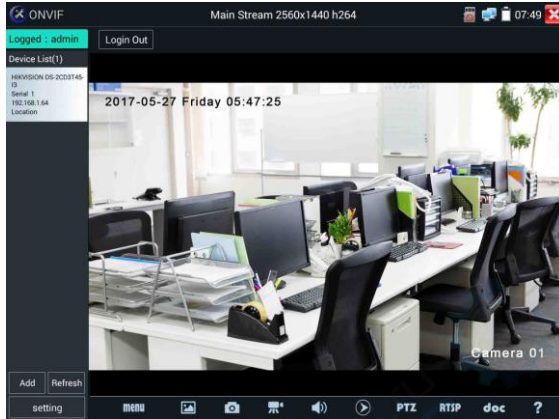 ONVIF
Main Stream 2560x1440 h264
07:49
Logged : admin
Login Out
Device List(1)
HIKVISION DS-2CD3T45-
I3
Serial 1
192.168.1.64
Location
2017-05-27 Friday 05:47:25
Camera 01
Add
Refresh
setting
menu
PTZ
RTSP
doc
?